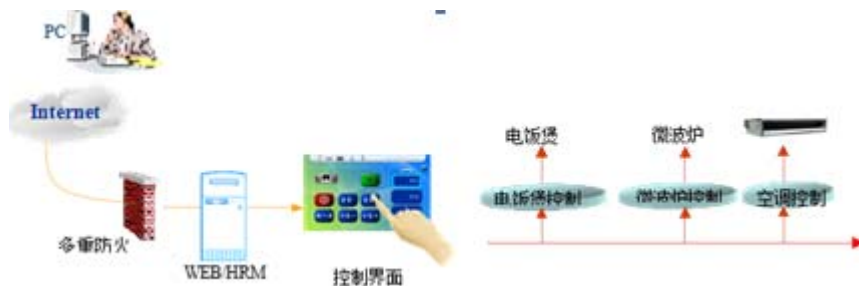 PC
Internet
多重防火
WEB/HRM
控制界面
电饭煲
微波炉
电饭煲控制
微波炉控制
空调控制